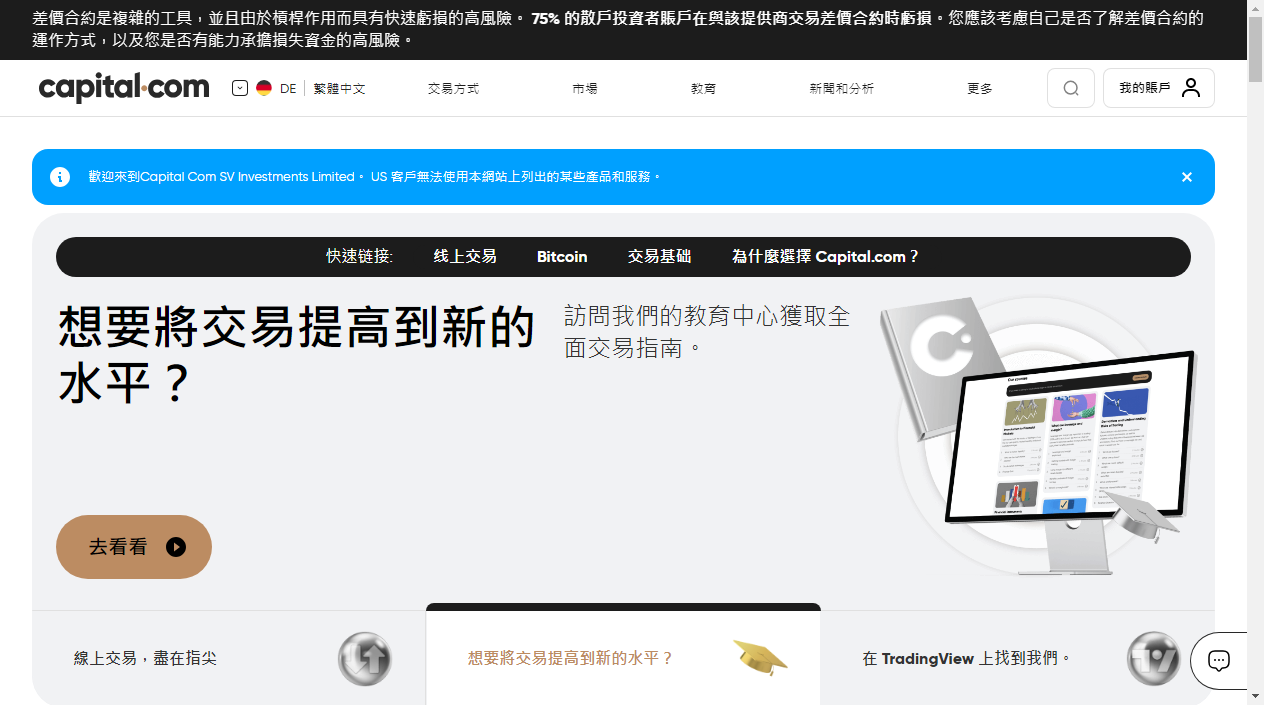 差價合約是複雜的工具，並且由於槓桿作用而具有快速虧損的高風險。75% 的散戶投資者賬戶在與該提供商交易差價合約時虧損。您應該考慮自己是否了解差價合約的
運作方式，以及您是否有能力承擔損失資金的高風險。
capital.com
DE
繁體中文
交易方式
市場
教育
新聞和分析
更多
我的賬戶
歡迎來到Capital Com SV Investments Limited。 US 客戶無法使用本網站上列出的某些產品和服務。
快速链接:
线上交易
Bitcoin
交易基础
為什麼選擇 Capital.com？
想要將交易提高到新的
水平？
訪問我們的教育中心獲取全
面交易指南。
去看看
線上交易，盡在指尖
想要將交易提高到新的水平？
在 TradingView 上找到我們。